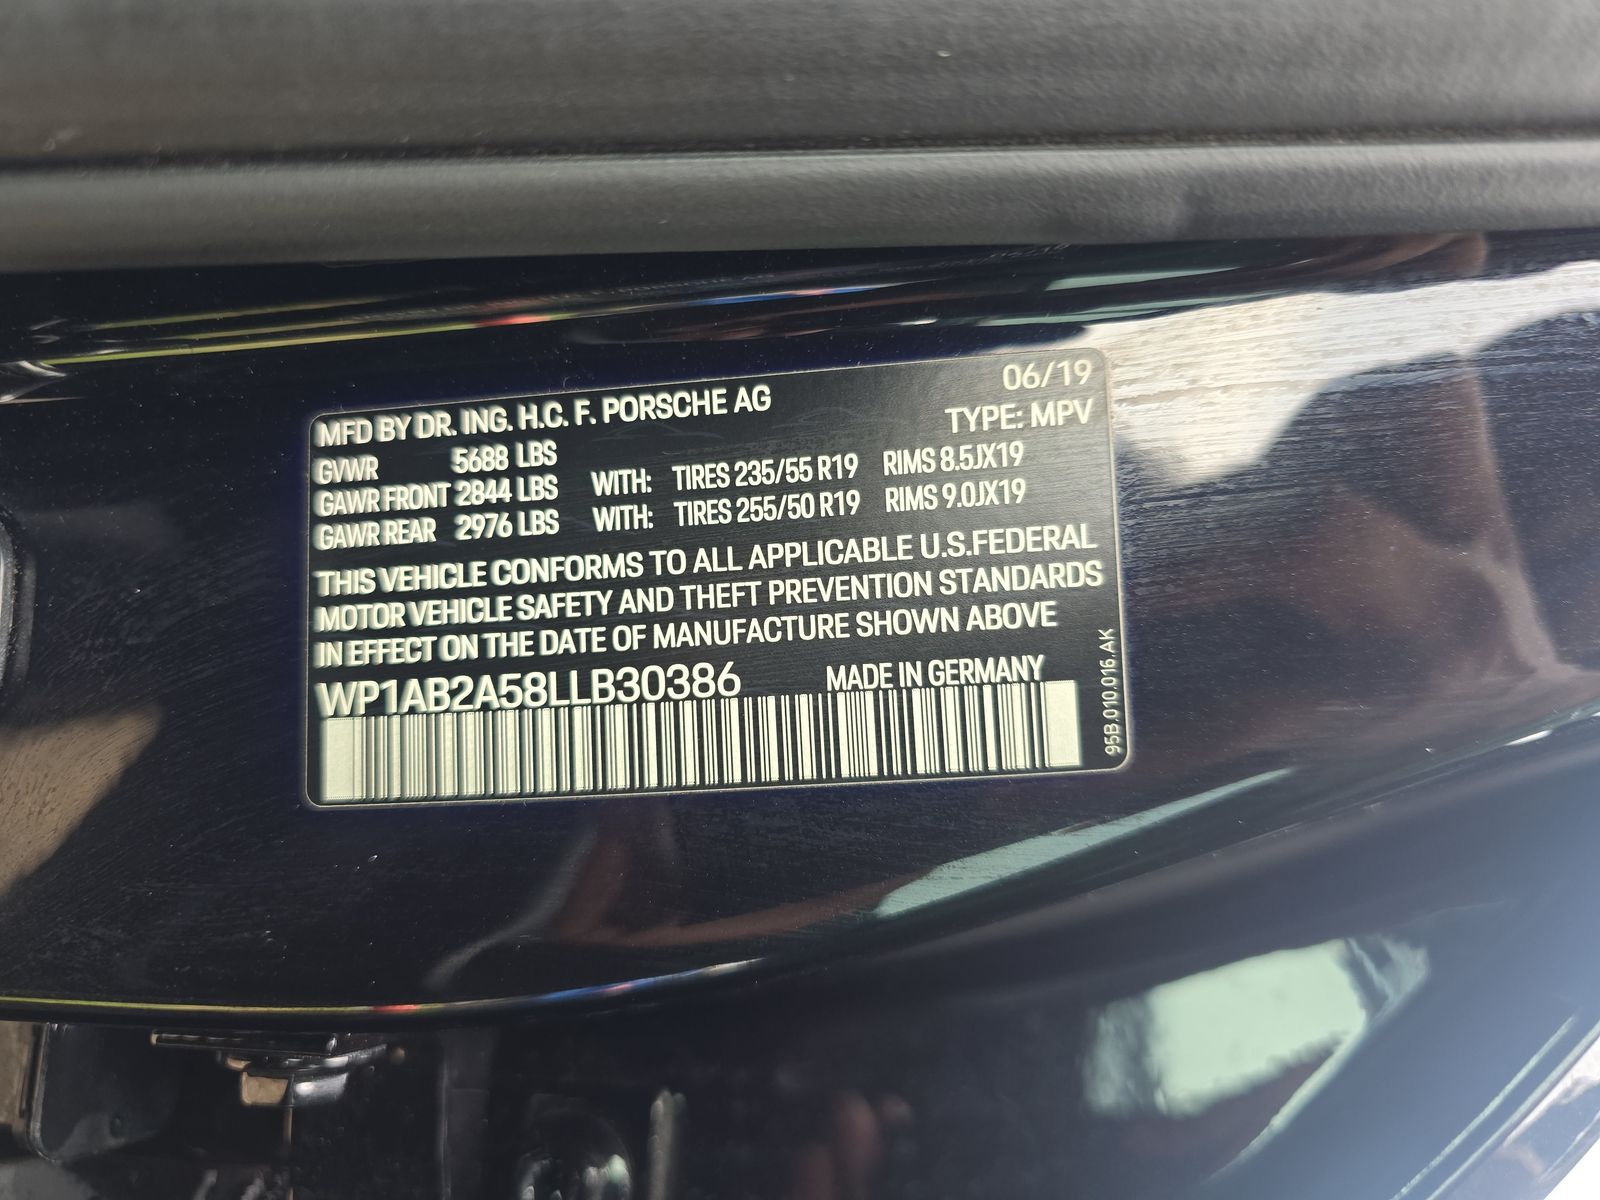 MFD BY DR. ING. H.C. F. PORSCHE AG 06/19
TYPE: MPV
GVWR 5688 LBS
GAWR FRONT 2844 LBS WITH: TIRES 235/55 R19 RIMS 8.5JX19
GAWR REAR 2976 LBS WITH: TIRES 255/50 R19 RIMS 9.0JX19
THIS VEHICLE CONFORMS TO ALL APPLICABLE U.S.FEDERAL
MOTOR VEHICLE SAFETY AND THEFT PREVENTION STANDARDS
IN EFFECT ON THE DATE OF MANUFACTURE SHOWN ABOVE
WP1AB2A58LLB30386 MADE IN GERMANY
95B.010.016.AK